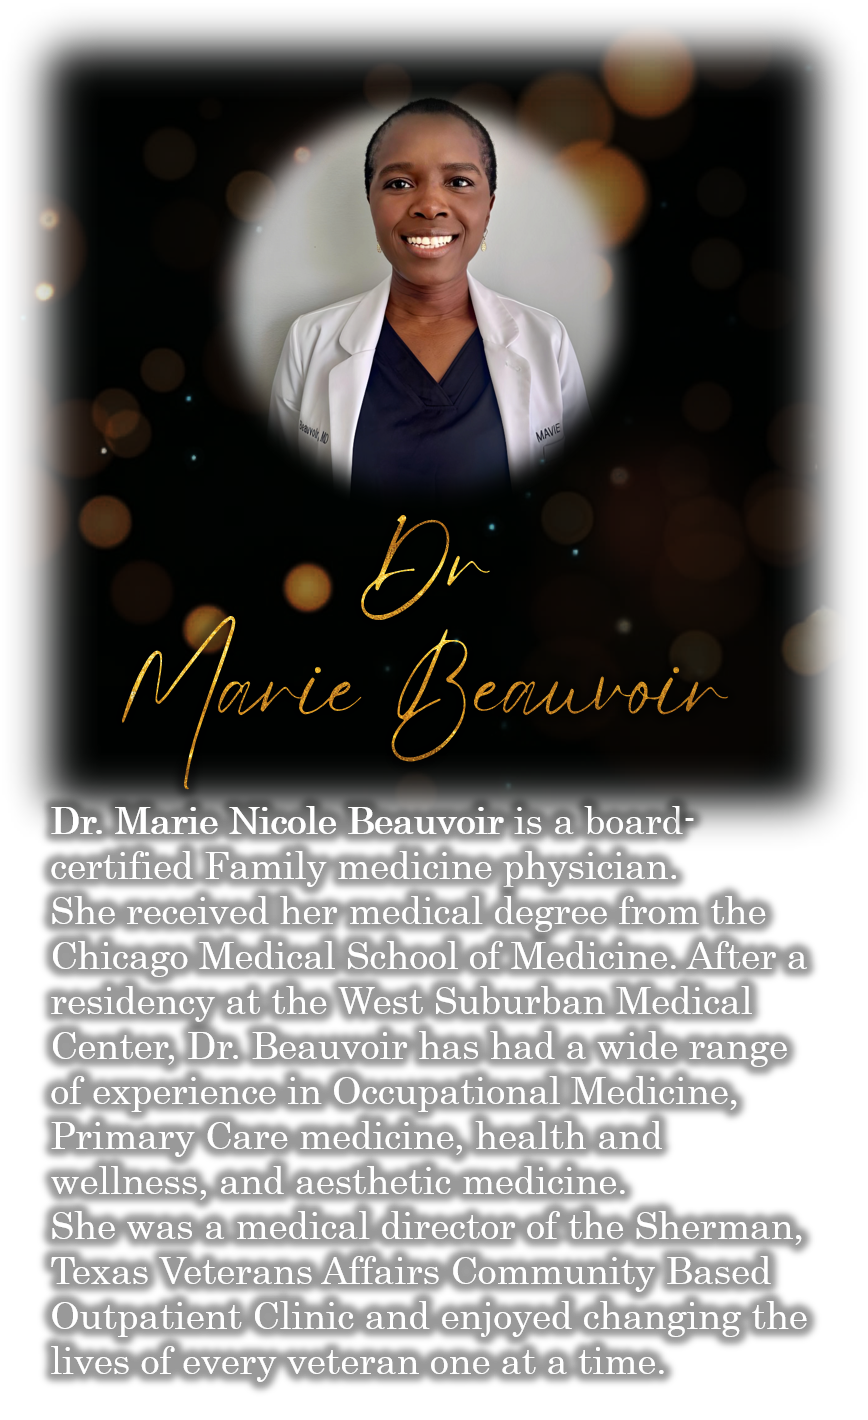 Beauvoir, MD
MAVIE
Dr
Marie Beauvoir
Dr. Marie Nicole Beauvoir is a board-
certified Family medicine physician.
She received her medical degree from the
Chicago Medical School of Medicine. After a
residency at the West Suburban Medical
Center, Dr. Beauvoir has had a wide range
of experience in Occupational Medicine,
Primary Care medicine, health and
wellness, and aesthetic medicine.
She was a medical director of the Sherman,
Texas Veterans Affairs Community Based
Outpatient Clinic and enjoyed changing the
lives of every veteran one at a time.